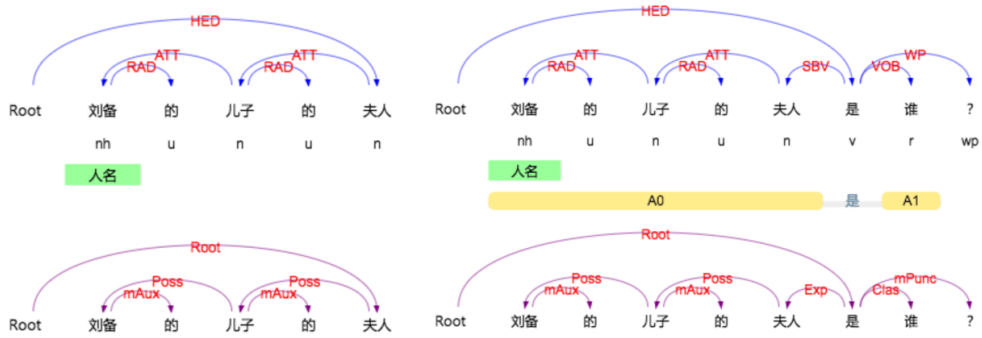 HED
ATT ATT
RAD RAD
Root 刘备 的 儿子 的 夫人
nh u n u n
人名
Root
Poss Poss
mAux mAux
Root 刘备 的 儿子 的 夫人
HED
ATT ATT WP
RAD RAD SBV VOB
Root 刘备 的 儿子 的 夫人 是 谁 ?
nh u n u n v r wp
人名
A0 是 A1
Root
Poss Poss mPunc
mAux mAux Exp Clas
Root 刘备 的 儿子 的 夫人 是 谁 ?